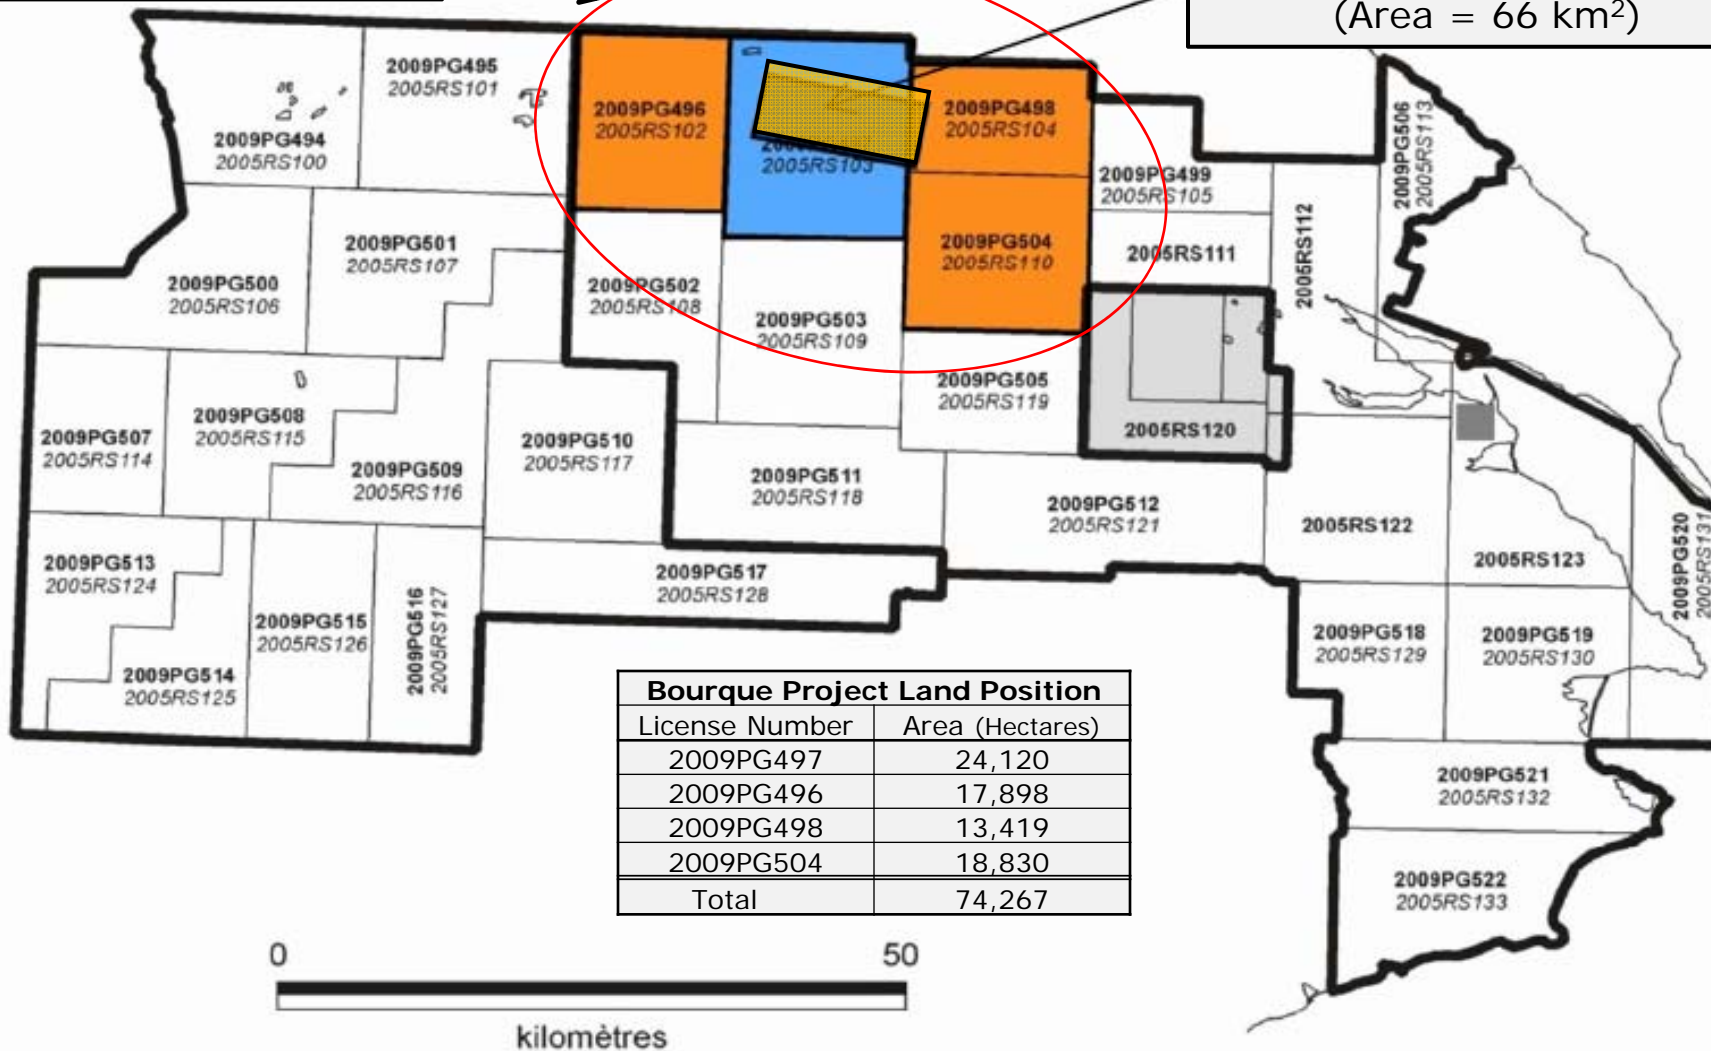 (Area = 66 km²)
2009PG495
2005RS101
2009PG494
2005RS100
2009PG496
2005RS102
2005RS103
2009PG498
2005RS104
2009PG499
2005RS105
2009PG506
2005RS113
2009PG501
2005RS107
2009PG500
2005RS106
2009PG502
2005RS108
2009PG503
2005RS109
2009PG504
2005RS110
2005RS111
2005RS112
2009PG505
2005RS119
2005RS120
2009PG507
2005RS114
2009PG508
2005RS115
2009PG509
2005RS116
2009PG510
2005RS117
2009PG511
2005RS118
2009PG512
2005RS121
2005RS122
2005RS123
2009PG520
2005RS131
2009PG513
2005RS124
2009PG514
2005RS125
2009PG515
2005RS126
2009PG516
2005RS127
2009PG517
2005RS128
2009PG518
2005RS129
2009PG519
2005RS130
2009PG521
2005RS132
2009PG522
2005RS133
Bourque Project Land Position
License Number Area (Hectares)
2009PG497 24,120
2009PG496 17,898
2009PG498 13,419
2009PG504 18,830
Total 74,267
0 50
kilomètres